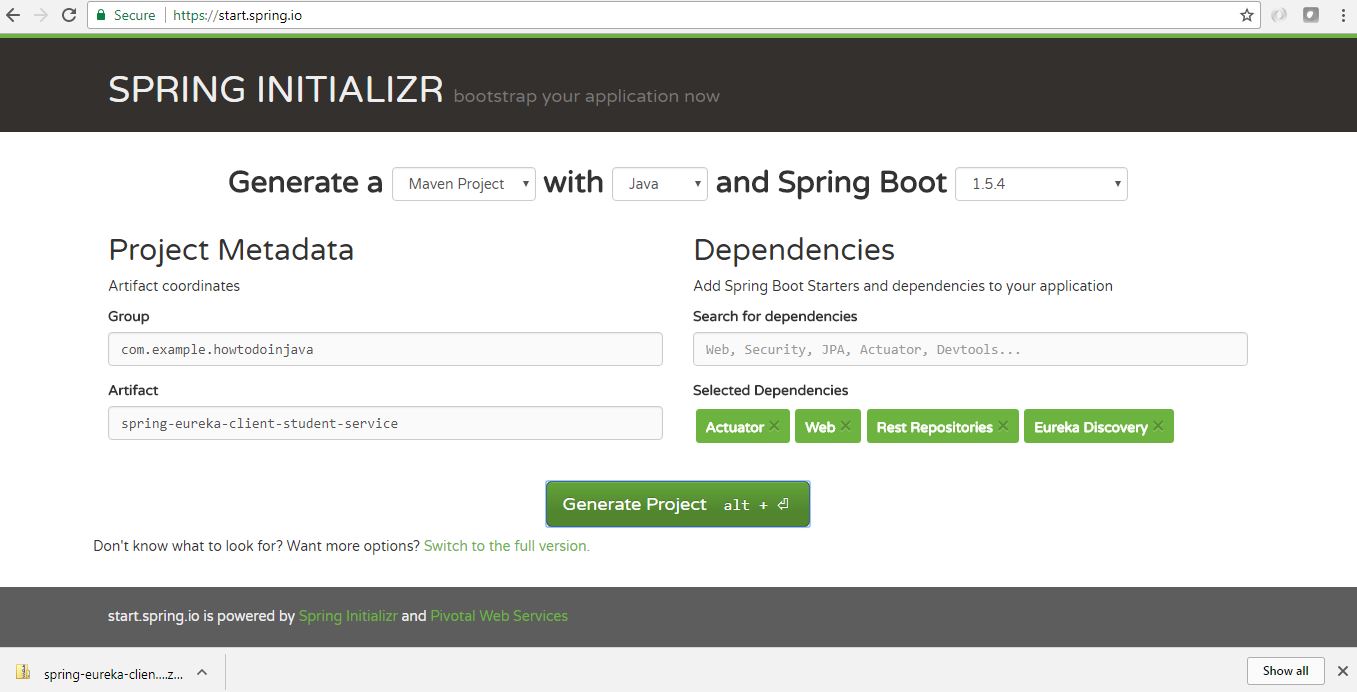 Secure https://start.spring.io
SPRING INITIALIZR bootstrap your application now
Generate a Maven Project with Java and Spring Boot 1.5.4
Project Metadata
Artifact coordinates
Group
com.example.howtodoinjava
Artifact
spring-eureka-client-student-service
Dependencies
Add Spring Boot Starters and dependencies to your application
Search for dependencies
Web, Security, JPA, Actuator, Devtools...
Selected Dependencies
Actuator × Web × Rest Repositories × Eureka Discovery ×
Generate Project alt + ⏎
Don't know what to look for? Want more options? Switch to the full version.
start.spring.io is powered by Spring Initializr and Pivotal Web Services
spring-eureka-clien....z... Show all